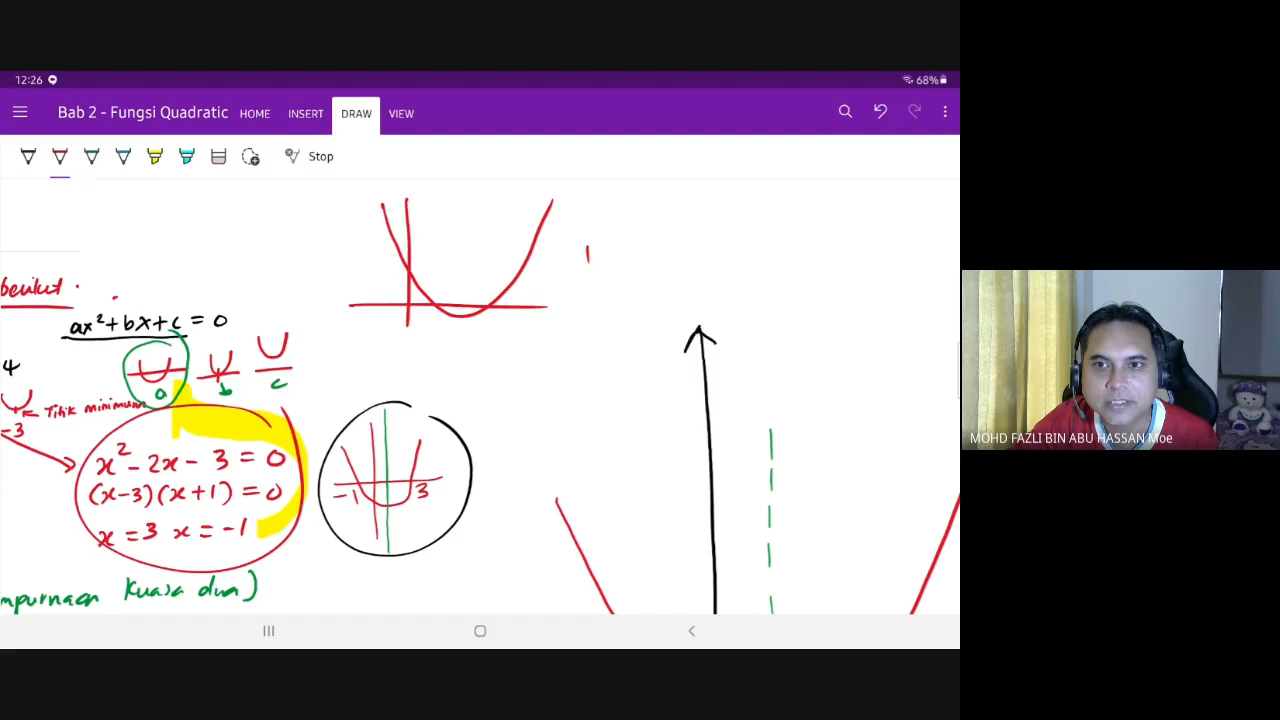 12:26 68%
Bab 2 - Fungsi Quadratic HOME INSERT DRAW VIEW
Stop
berikut.
ax²+bx+c = 0
4
a b c
Titik minimum
-3
x² - 2x - 3 = 0
(x-3)(x+1) = 0
x = 3 x = -1
-1 3
mpurnaan kuasa dua)
MOHD FAZLI BIN ABU HASSAN Moe